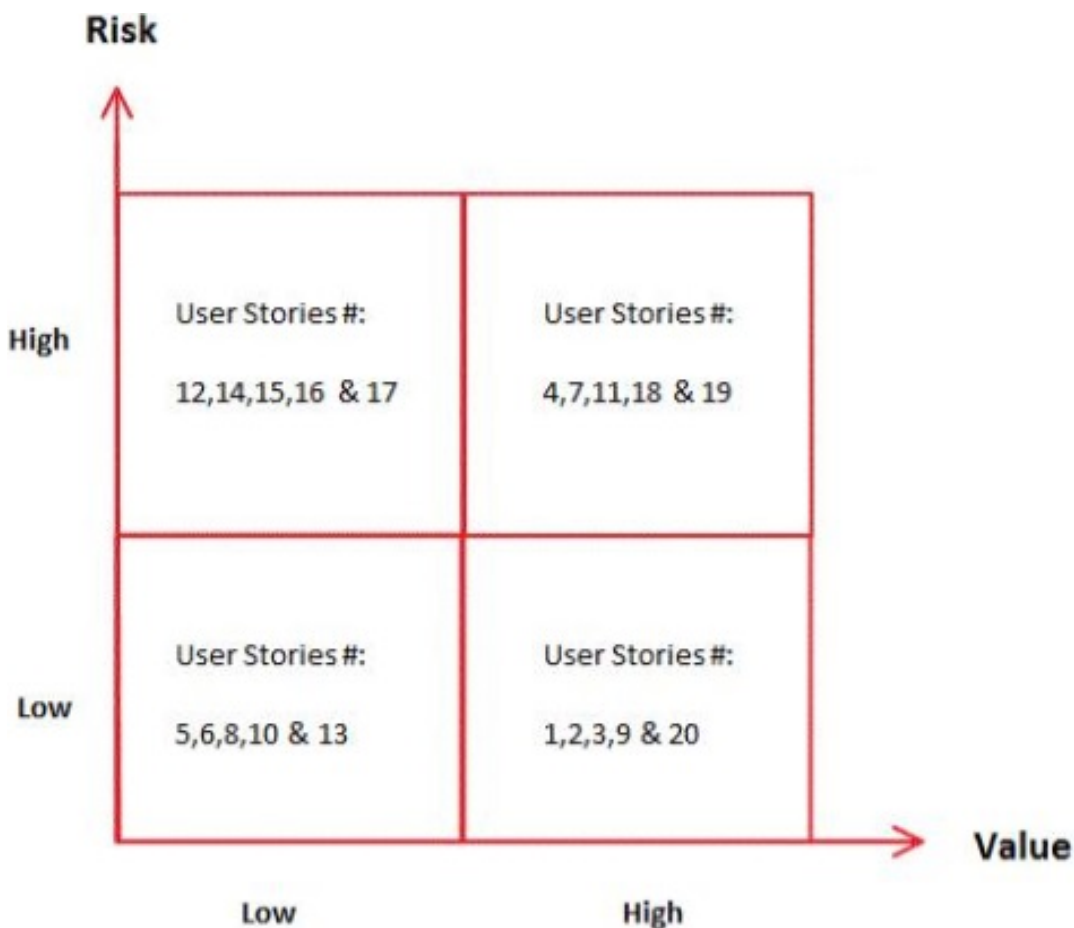 Risk
High
User Stories #:
12,14,15,16 & 17
User Stories #:
4,7,11,18 & 19
Low
User Stories #:
5,6,8,10 & 13
User Stories #:
1,2,3,9 & 20
Value
Low
High